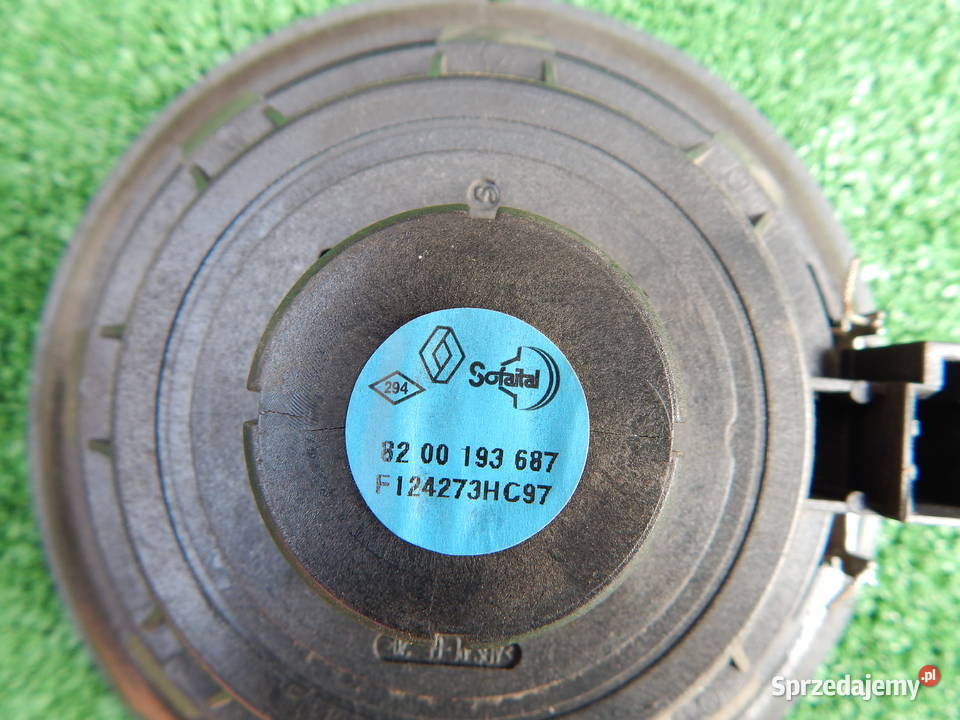 294
Sofaital
82 00 193 687
F124273HC97
Sprzedajemy.pl